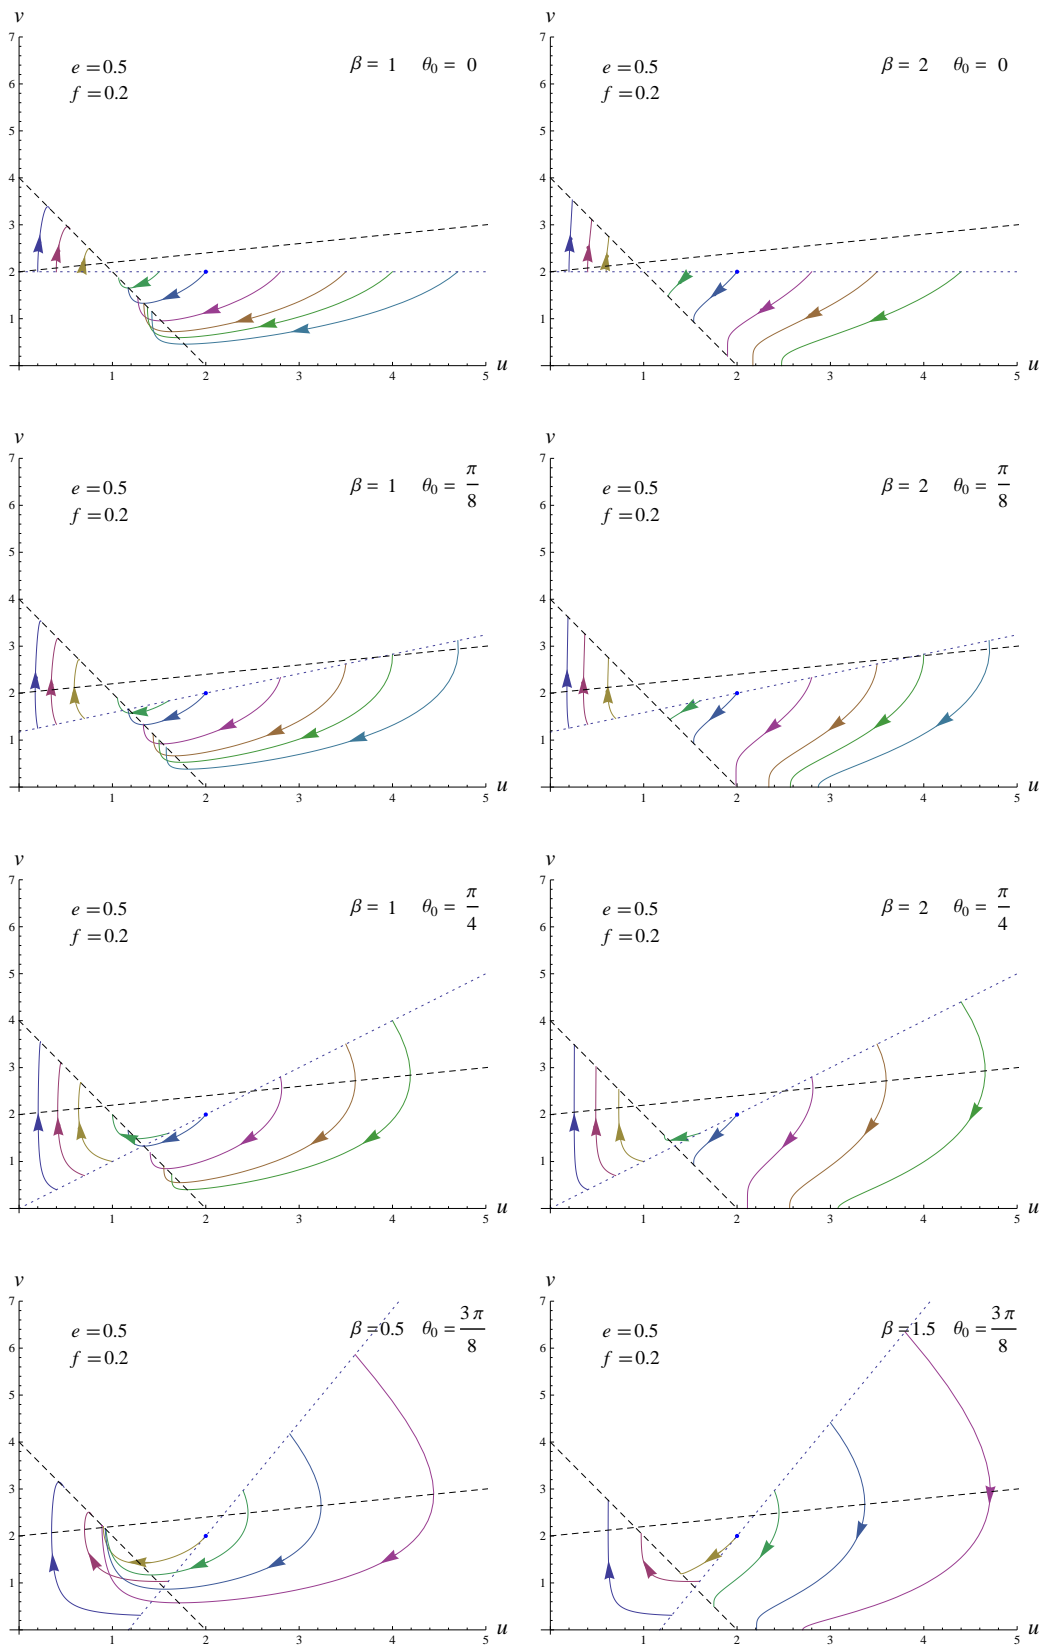 v
7
e = 0.5 β = 1 θ0 = 0
6
f = 0.2
5
4
3
2
1
1 2 3 4 5 u
v
7
e = 0.5 β = 2 θ0 = 0
6
f = 0.2
5
4
3
2
1
1 2 3 4 5 u
v
7
e = 0.5 β = 1 θ0 = π/8
6
f = 0.2
5
4
3
2
1
1 2 3 4 5 u
v
7
e = 0.5 β = 2 θ0 = π/8
6
f = 0.2
5
4
3
2
1
1 2 3 4 5 u
v
7
e = 0.5 β = 1 θ0 = π/4
6
f = 0.2
5
4
3
2
1
1 2 3 4 5 u
v
7
e = 0.5 β = 2 θ0 = π/4
6
f = 0.2
5
4
3
2
1
1 2 3 4 5 u
v
7
e = 0.5 β = 0.5 θ0 = 3π/8
6
f = 0.2
5
4
3
2
1
1 2 3 4 5 u
v
7
e = 0.5 β = 1.5 θ0 = 3π/8
6
f = 0.2
5
4
3
2
1
1 2 3 4 5 u